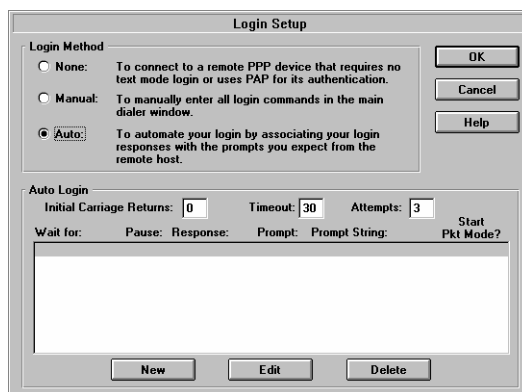 Login Setup
Login Method
None: To connect to a remote PPP device that requires no
text mode login or uses PAP for its authentication.
Manual: To manually enter all login commands in the main
dialer window.
Auto: To automate your login by associating your login
responses with the prompts you expect from the
remote host.
OK
Cancel
Help
Auto Login
Initial Carriage Returns: 0 Timeout: 30 Attempts: 3
Wait for: Pause: Response: Prompt: Prompt String: Start
Pkt Mode?
New Edit Delete